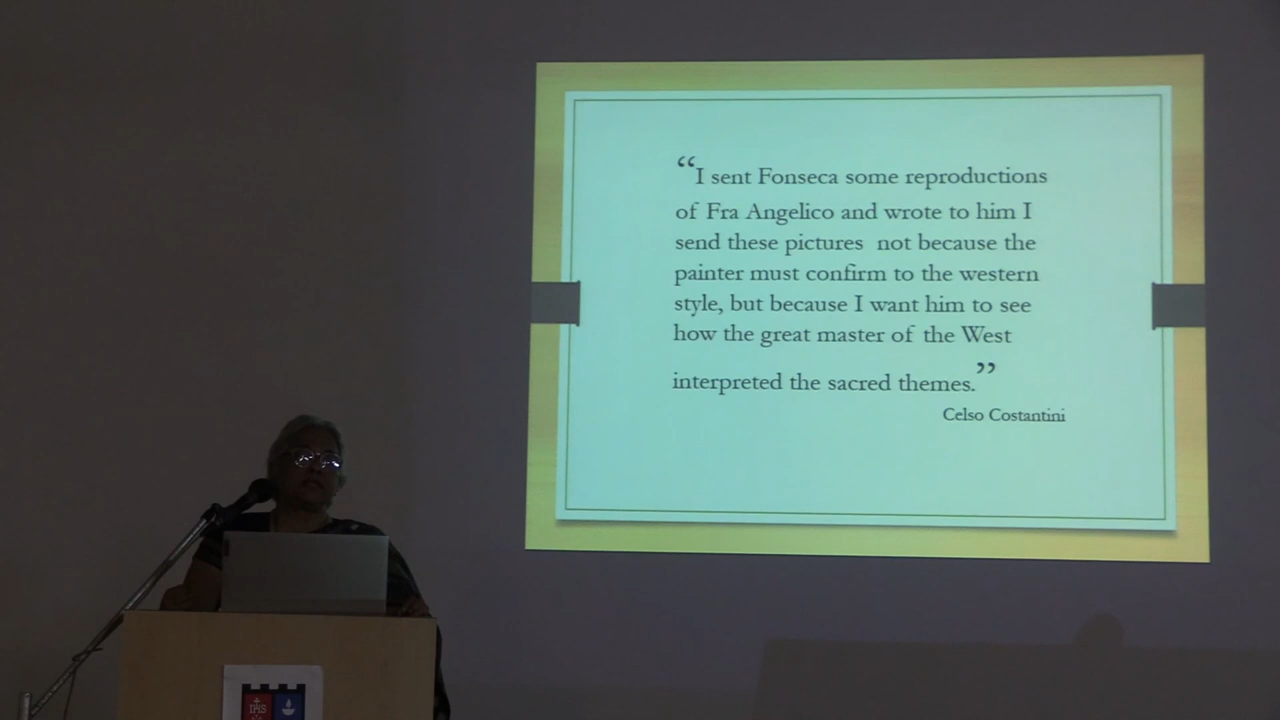 “I sent Fonseca some reproductions
of Fra Angelico and wrote to him I
send these pictures not because the
painter must confirm to the western
style, but because I want him to see
how the great master of the West
interpreted the sacred themes.”
Celso Costantini
IHS